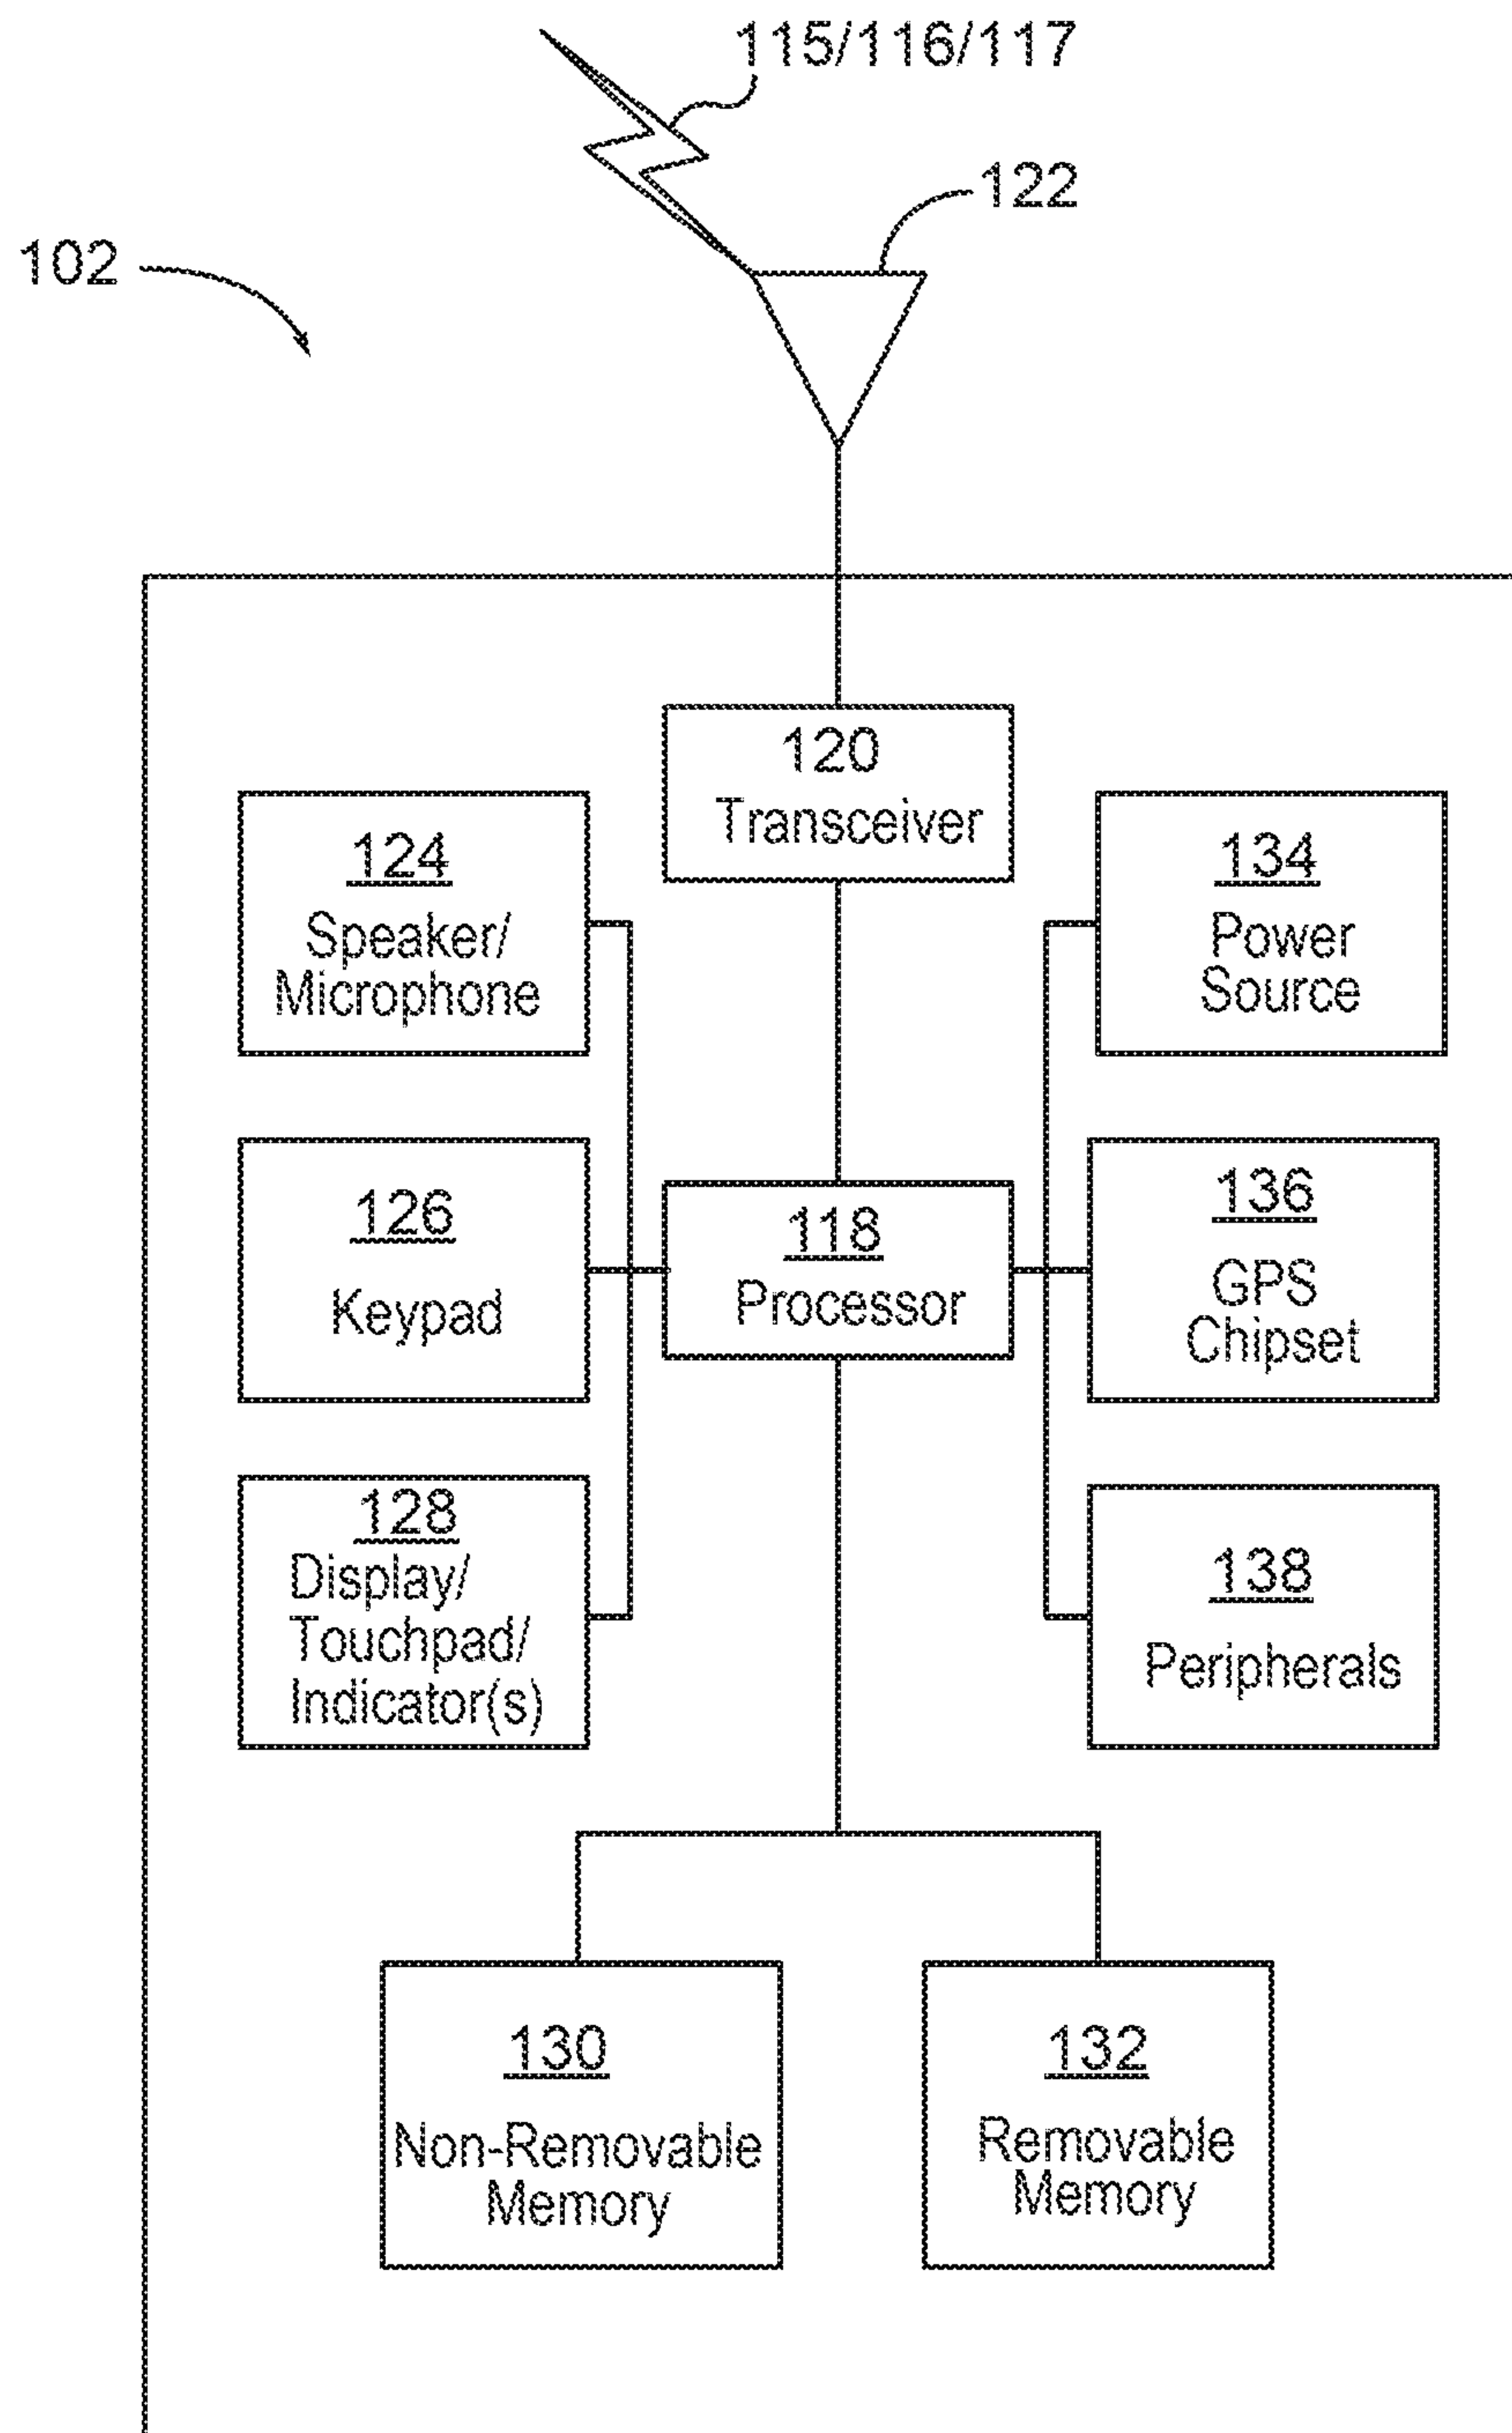 115/116/117
122
102
120
Transceiver
124
Speaker/
Microphone
134
Power
Source
126
Keypad
118
Processor
136
GPS
Chipset
128
Display/
Touchpad/
Indicator(s)
138
Peripherals
130
Non-Removable
Memory
132
Removable
Memory